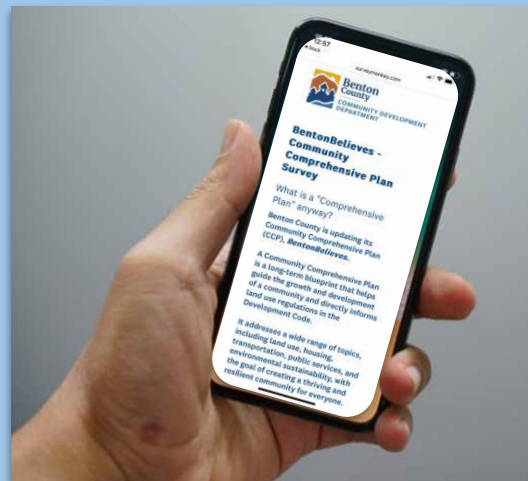 12:57
Slack
surveymonkey.com
Benton
County
COMMUNITY DEVELOPMENT
DEPARTMENT
BentonBelieves -
Community
Comprehensive Plan
Survey
What is a "Comprehensive
Plan" anyway?
Benton County is updating its
Community Comprehensive Plan
(CCP), BentonBelieves.
A Community Comprehensive Plan
is a long-term blueprint that helps
guide the growth and development
of a community and directly informs
land use regulations in the
Development Code.
It addresses a wide range of topics,
including land use, housing,
transportation, public services, and
environmental sustainability, with
the goal of creating a thriving and
resilient community for everyone.